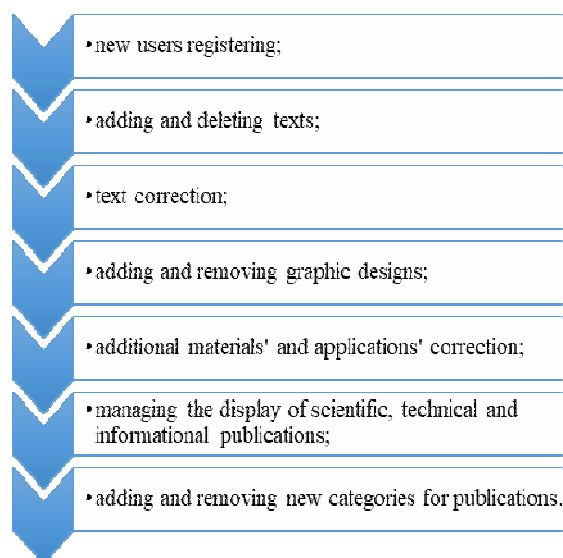 •new users registering;
•adding and deleting texts;
•text correction;
•adding and removing graphic designs;
•additional materials' and applications' correction;
•managing the display of scientific, technical and
informational publications;
•adding and removing new categories for publications.